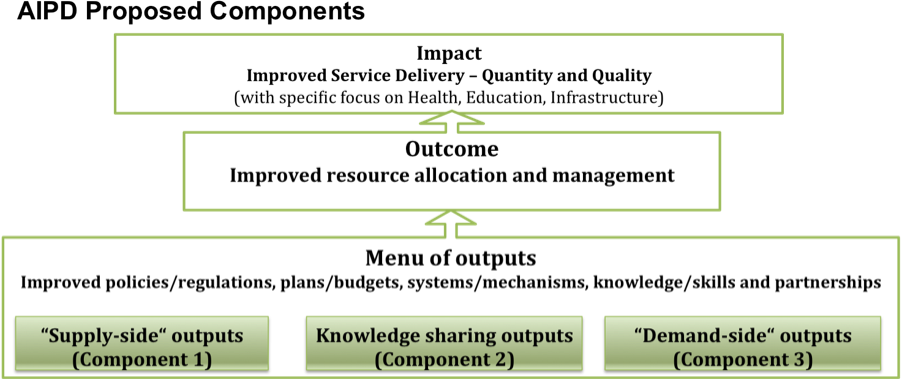 AIPD Proposed Components
Impact
Improved Service Delivery – Quantity and Quality
(with specific focus on Health, Education, Infrastructure)
Outcome
Improved resource allocation and management
Menu of outputs
Improved policies/regulations, plans/budgets, systems/mechanisms, knowledge/skills and partnerships
“Supply-side“ outputs
(Component 1)
Knowledge sharing outputs
(Component 2)
“Demand-side“ outputs
(Component 3)